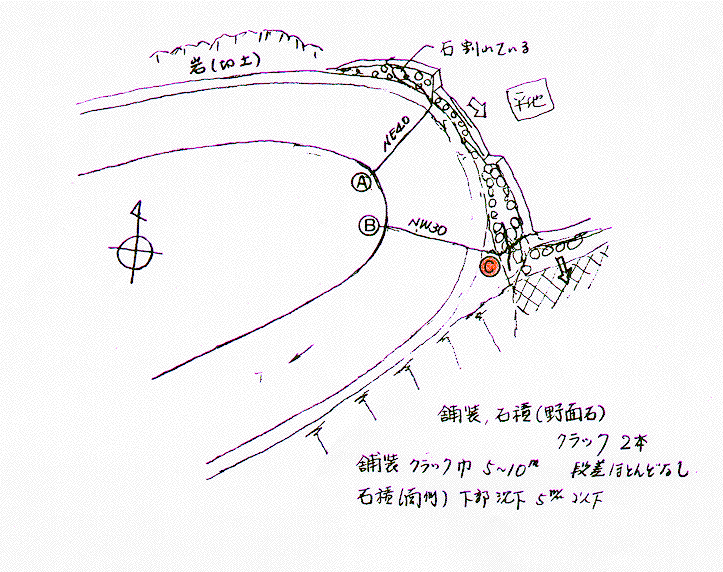 石割れている
岩(切土)
平地
NE40
A
B
NW30
C
舗装、石積(野面石)
クラック 2本
舗装 クラック巾 5~10mm 段差ほとんどなし
石積(南側) 下部沈下 5mm以下